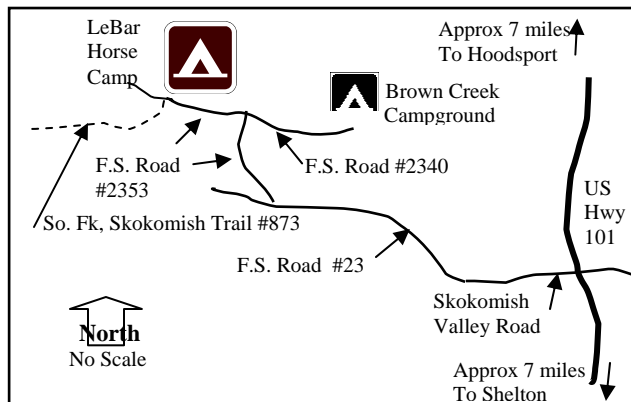 LeBar
Horse
Camp
Approx 7 miles
To Hoodsport
Brown Creek
Campground
F.S. Road
#2353
F.S. Road #2340
So. Fk, Skokomish Trail #873
US
Hwy
101
F.S. Road #23
Skokomish
Valley Road
North
No Scale
Approx 7 miles
To Shelton